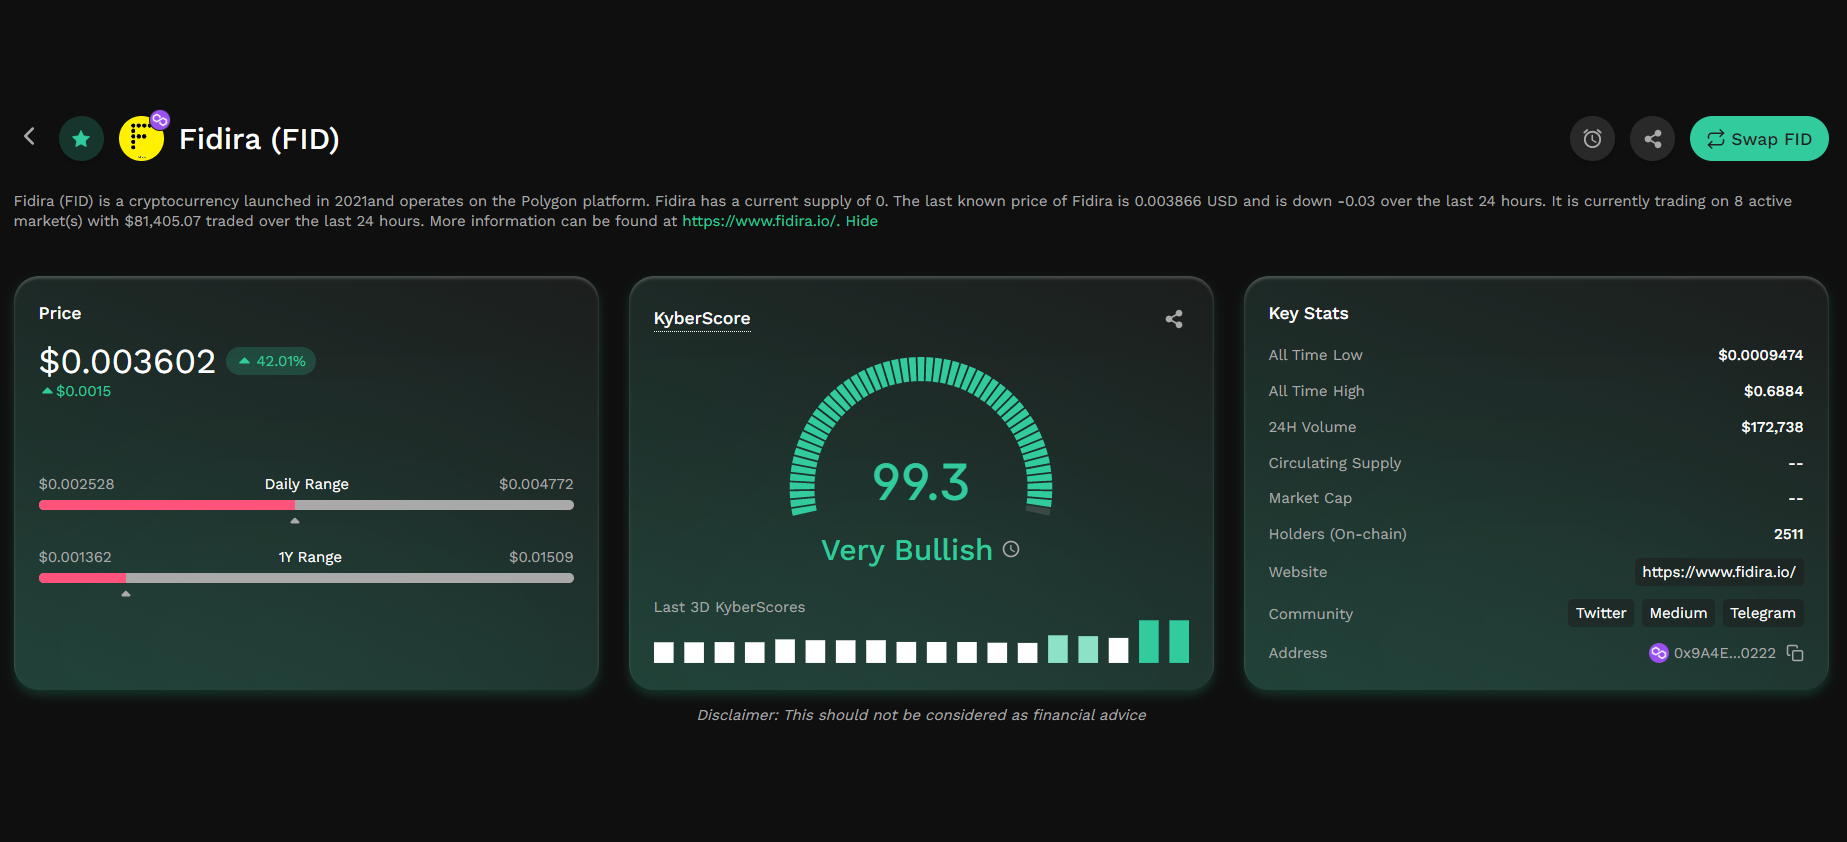 Fidira (FID)
Swap FID
Fidira (FID) is a cryptocurrency launched in 2021and operates on the Polygon platform. Fidira has a current supply of 0. The last known price of Fidira is 0.003866 USD and is down -0.03 over the last 24 hours. It is currently trading on 8 active
market(s) with $81,405.07 traded over the last 24 hours. More information can be found at https://www.fidira.io/. Hide
Price
$0.003602 42.01%
$0.0015
$0.002528 Daily Range $0.004772
$0.001362 1Y Range $0.01509
KyberScore
99.3
Very Bullish
Last 3D KyberScores
Key Stats
All Time Low $0.0009474
All Time High $0.6884
24H Volume $172,738
Circulating Supply --
Market Cap --
Holders (On-chain) 2511
Website https://www.fidira.io/
Community Twitter Medium Telegram
Address 0x9A4E...0222
Disclaimer: This should not be considered as financial advice